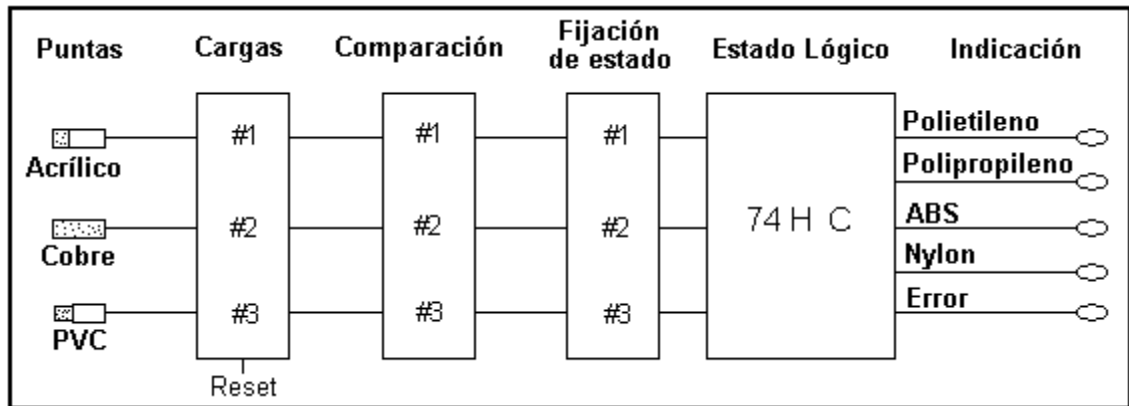 Puntas
Cargas
Comparación
Fijación
de estado
Estado Lógico
Indicación
Acrílico
Cobre
PVC
#1
#2
#3
Reset
#1
#2
#3
#1
#2
#3
74 H C
Polietileno
Polipropileno
ABS
Nylon
Error